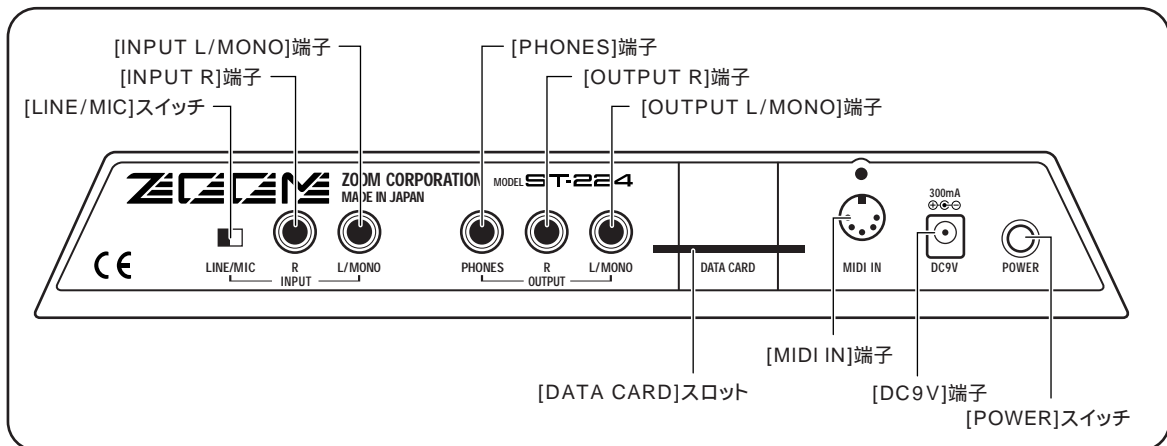 [INPUT L/MONO]端子
[PHONES]端子
[INPUT R]端子
[OUTPUT R]端子
[LINE/MIC]スイッチ
[OUTPUT L/MONO]端子
ZOOM
ZOOM CORPORATION
MODEL ST-224
MADE IN JAPAN
300mA
CE
LINE/MIC
R
L/MONO
INPUT
PHONES
R
L/MONO
OUTPUT
DATA CARD
MIDI IN
DC9V
POWER
[MIDI IN]端子
[DATA CARD]スロット
[DC9V]端子
[POWER]スイッチ